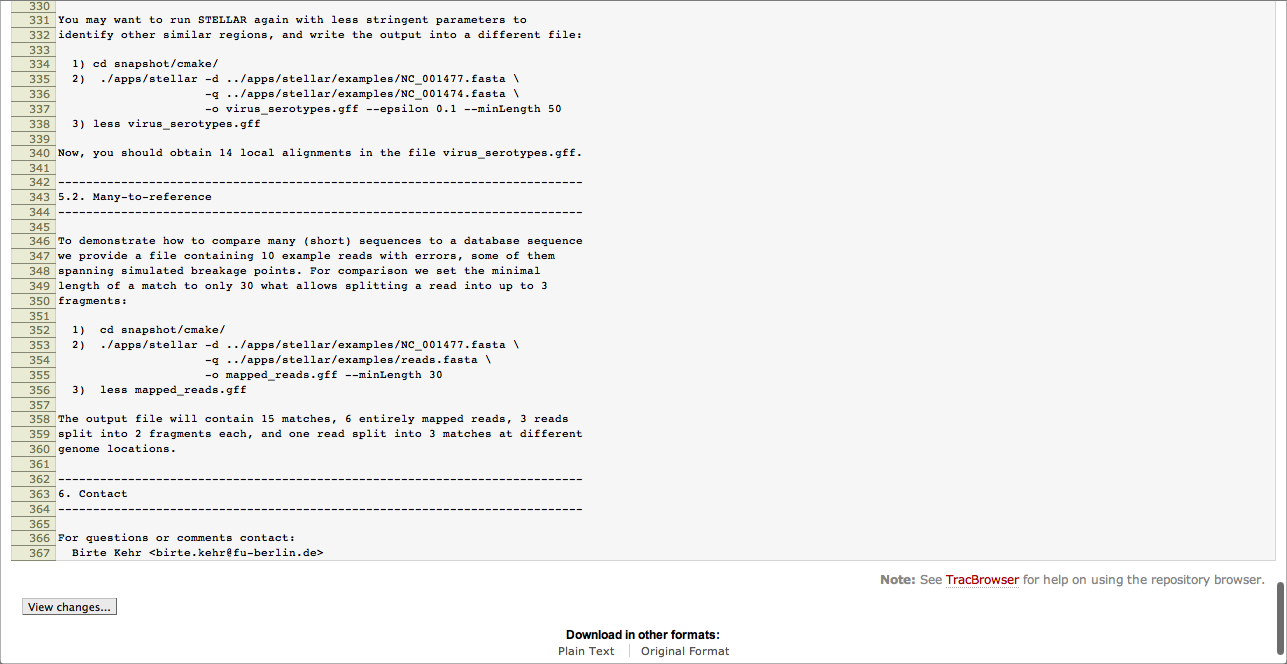 330
331 You may want to run STELLAR again with less stringent parameters to
332 identify other similar regions, and write the output into a different file:
333
334   1) cd snapshot/cmake/
335   2)  ./apps/stellar -d ../apps/stellar/examples/NC_001477.fasta \
336                      -q ../apps/stellar/examples/NC_001474.fasta \
337                      -o virus_serotypes.gff --epsilon 0.1 --minLength 50
338   3) less virus_serotypes.gff
339
340 Now, you should obtain 14 local alignments in the file virus_serotypes.gff.
341
342 ---------------------------------------------------------------------------
343 5.2. Many-to-reference
344 ---------------------------------------------------------------------------
345
346 To demonstrate how to compare many (short) sequences to a database sequence
347 we provide a file containing 10 example reads with errors, some of them
348 spanning simulated breakage points. For comparison we set the minimal
349 length of a match to only 30 what allows splitting a read into up to 3
350 fragments:
351
352   1)  cd snapshot/cmake/
353   2)  ./apps/stellar -d ../apps/stellar/examples/NC_001477.fasta \
354                      -q ../apps/stellar/examples/reads.fasta \
355                      -o mapped_reads.gff --minLength 30
356   3)  less mapped_reads.gff
357
358 The output file will contain 15 matches, 6 entirely mapped reads, 3 reads
359 split into 2 fragments each, and one read split into 3 matches at different
360 genome locations.
361
362 ---------------------------------------------------------------------------
363 6. Contact
364 ---------------------------------------------------------------------------
365
366 For questions or comments contact:
367   Birte Kehr <birte.kehr@fu-berlin.de>
Note: See TracBrowser for help on using the repository browser.
View changes...
Download in other formats:
Plain Text | Original Format